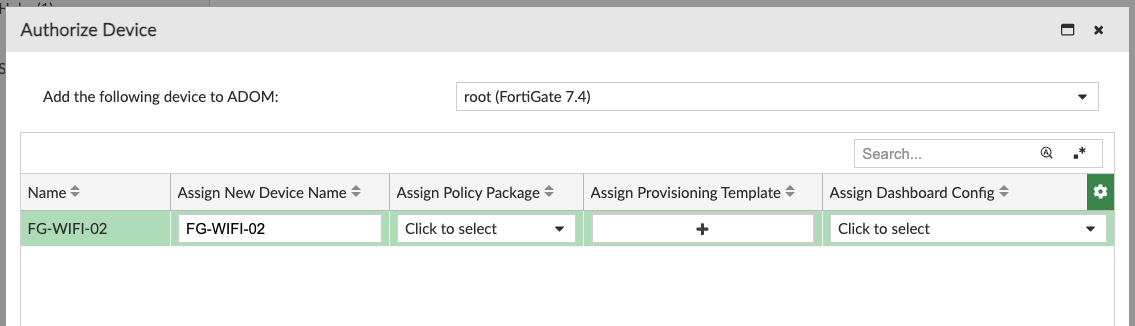 Authorize Device
Add the following device to ADOM:
root (FortiGate 7.4)
Search...
Name
Assign New Device Name
Assign Policy Package
Assign Provisioning Template
Assign Dashboard Config
FG-WIFI-02
FG-WIFI-02
Click to select
Click to select